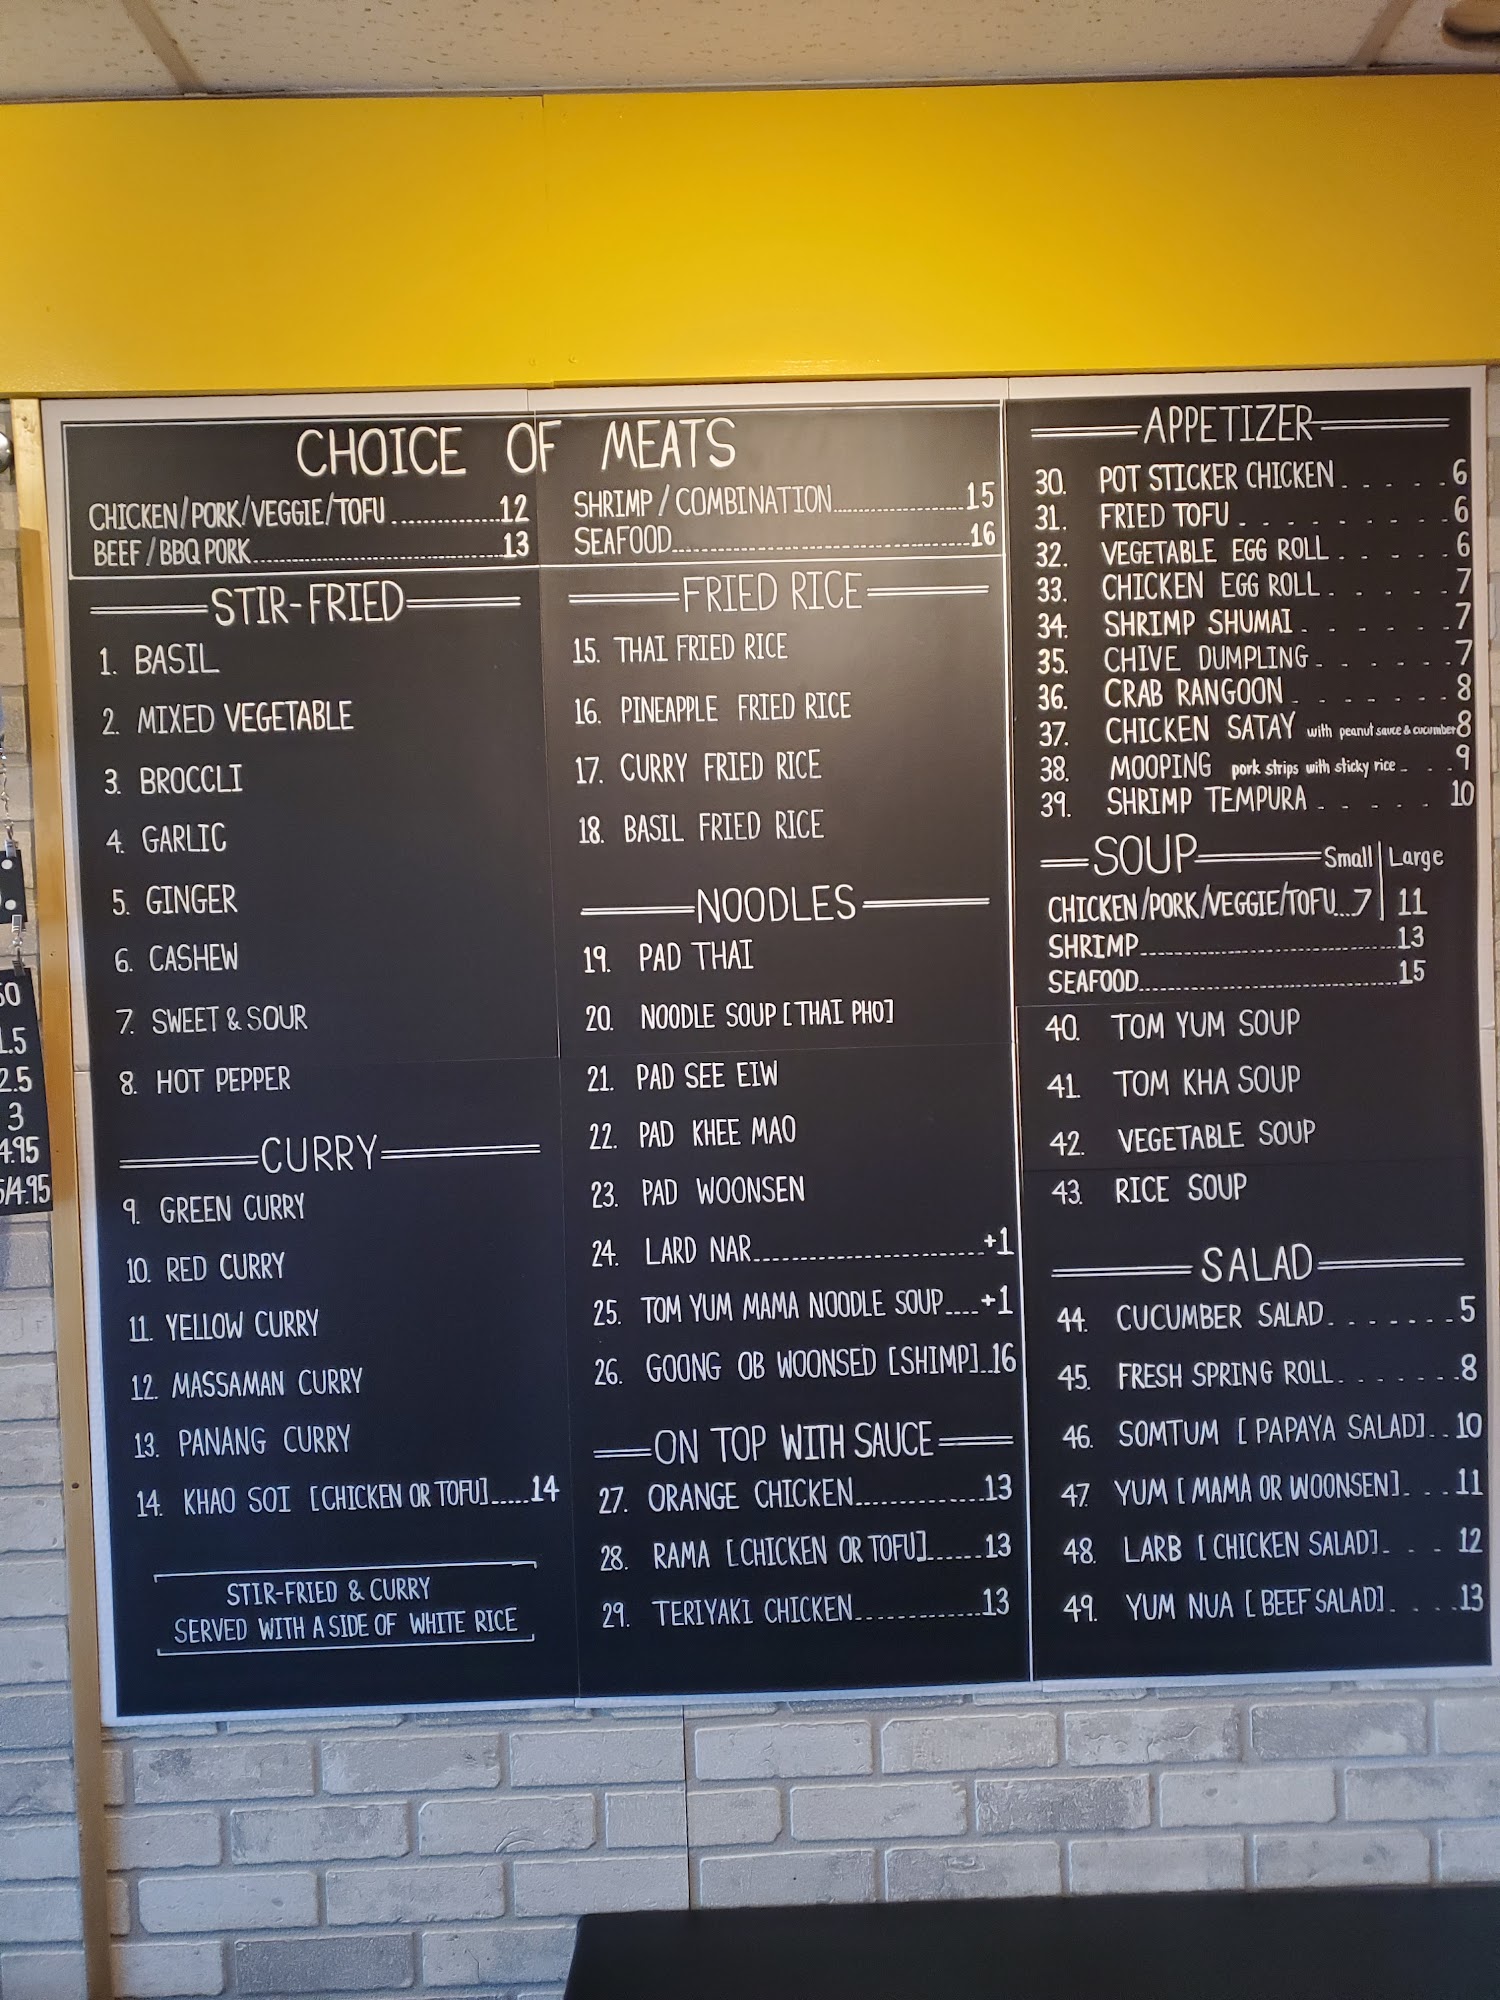 CHOICE OF MEATS
CHICKEN/PORK/VEGGIE/TOFU...............12
BEEF/BBQ PORK...............13
SHRIMP/COMBINATION...............15
SEAFOOD...............16
STIR-FRIED
1. BASIL
2. MIXED VEGETABLE
3. BROCCLI
4. GARLIC
5. GINGER
6. CASHEW
7. SWEET & SOUR
8. HOT PEPPER
CURRY
9. GREEN CURRY
10. RED CURRY
11. YELLOW CURRY
12. MASSAMAN CURRY
13. PANANG CURRY
14. KHAO SOI [CHICKEN OR TOFU].....14
STIR-FRIED & CURRY
SERVED WITH A SIDE OF WHITE RICE
FRIED RICE
15. THAI FRIED RICE
16. PINEAPPLE FRIED RICE
17. CURRY FRIED RICE
18. BASIL FRIED RICE
NOODLES
19. PAD THAI
20. NOODLE SOUP [THAI PHO]
21. PAD SEE EIW
22. PAD KHEE MAO
23. PAD WOONSEN
24. LARD NAR...............+1
25. TOM YUM MAMA NOODLE SOUP....+1
26. GOONG OB WOONSED [SHIMP]..16
ON TOP WITH SAUCE
27. ORANGE CHICKEN.............13
28. RAMA [CHICKEN OR TOFU]......13
29. TERIYAKI CHICKEN.............13
APPETIZER
30. POT STICKER CHICKEN.....6
31. FRIED TOFU.........6
32. VEGETABLE EGG ROLL.....6
33. CHICKEN EGG ROLL.....7
34. SHRIMP SHUMAI......7
35. CHIVE DUMPLING......7
36. CRAB RANGOON.......8
37. CHICKEN SATAY with peanut sauce & cucumber 8
38. MOOPING pork strips with sticky rice...9
39. SHRIMP TEMPURA.....10
SOUP Small | Large
CHICKEN/PORK/VEGGIE/TOFU...7 | 11
SHRIMP...............13
SEAFOOD...............15
40. TOM YUM SOUP
41. TOM KHA SOUP
42. VEGETABLE SOUP
43. RICE SOUP
SALAD
44. CUCUMBER SALAD.......5
45. FRESH SPRING ROLL.......8
46. SOMTUM [PAPAYA SALAD]..10
47. YUM [MAMA OR WOONSEN]...11
48. LARB [CHICKEN SALAD]...12
49. YUM NUA [BEEF SALAD]....13
3
4.95